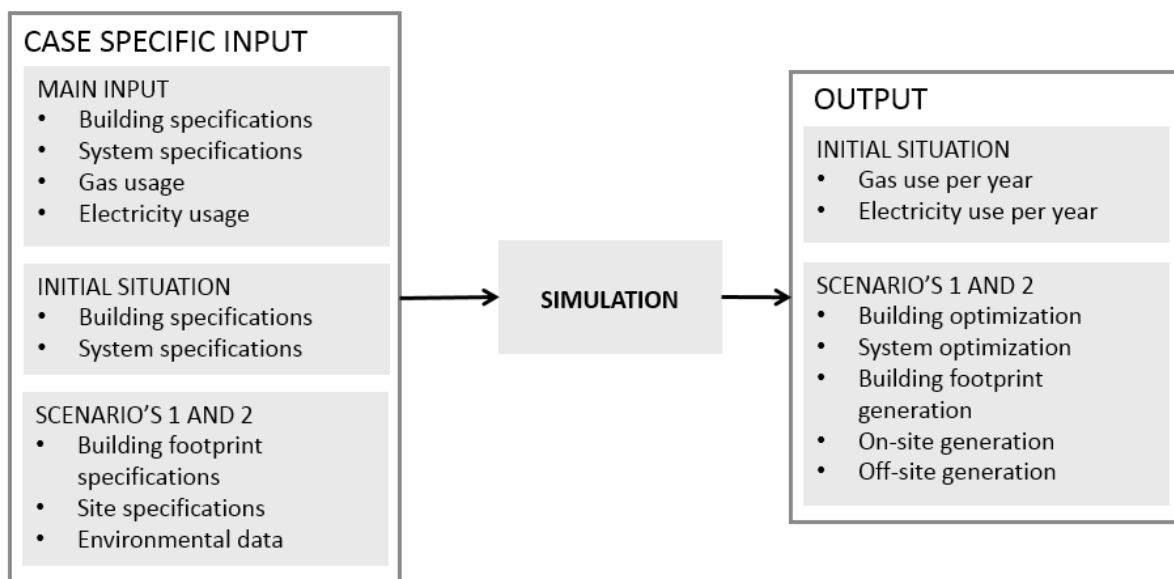 CASE SPECIFIC INPUT
MAIN INPUT
• Building specifications
• System specifications
• Gas usage
• Electricity usage
INITIAL SITUATION
• Building specifications
• System specifications
SCENARIO'S 1 AND 2
• Building footprint
specifications
• Site specifications
• Environmental data
SIMULATION
OUTPUT
INITIAL SITUATION
• Gas use per year
• Electricity use per year
SCENARIO'S 1 AND 2
• Building optimization
• System optimization
• Building footprint
generation
• On-site generation
• Off-site generation